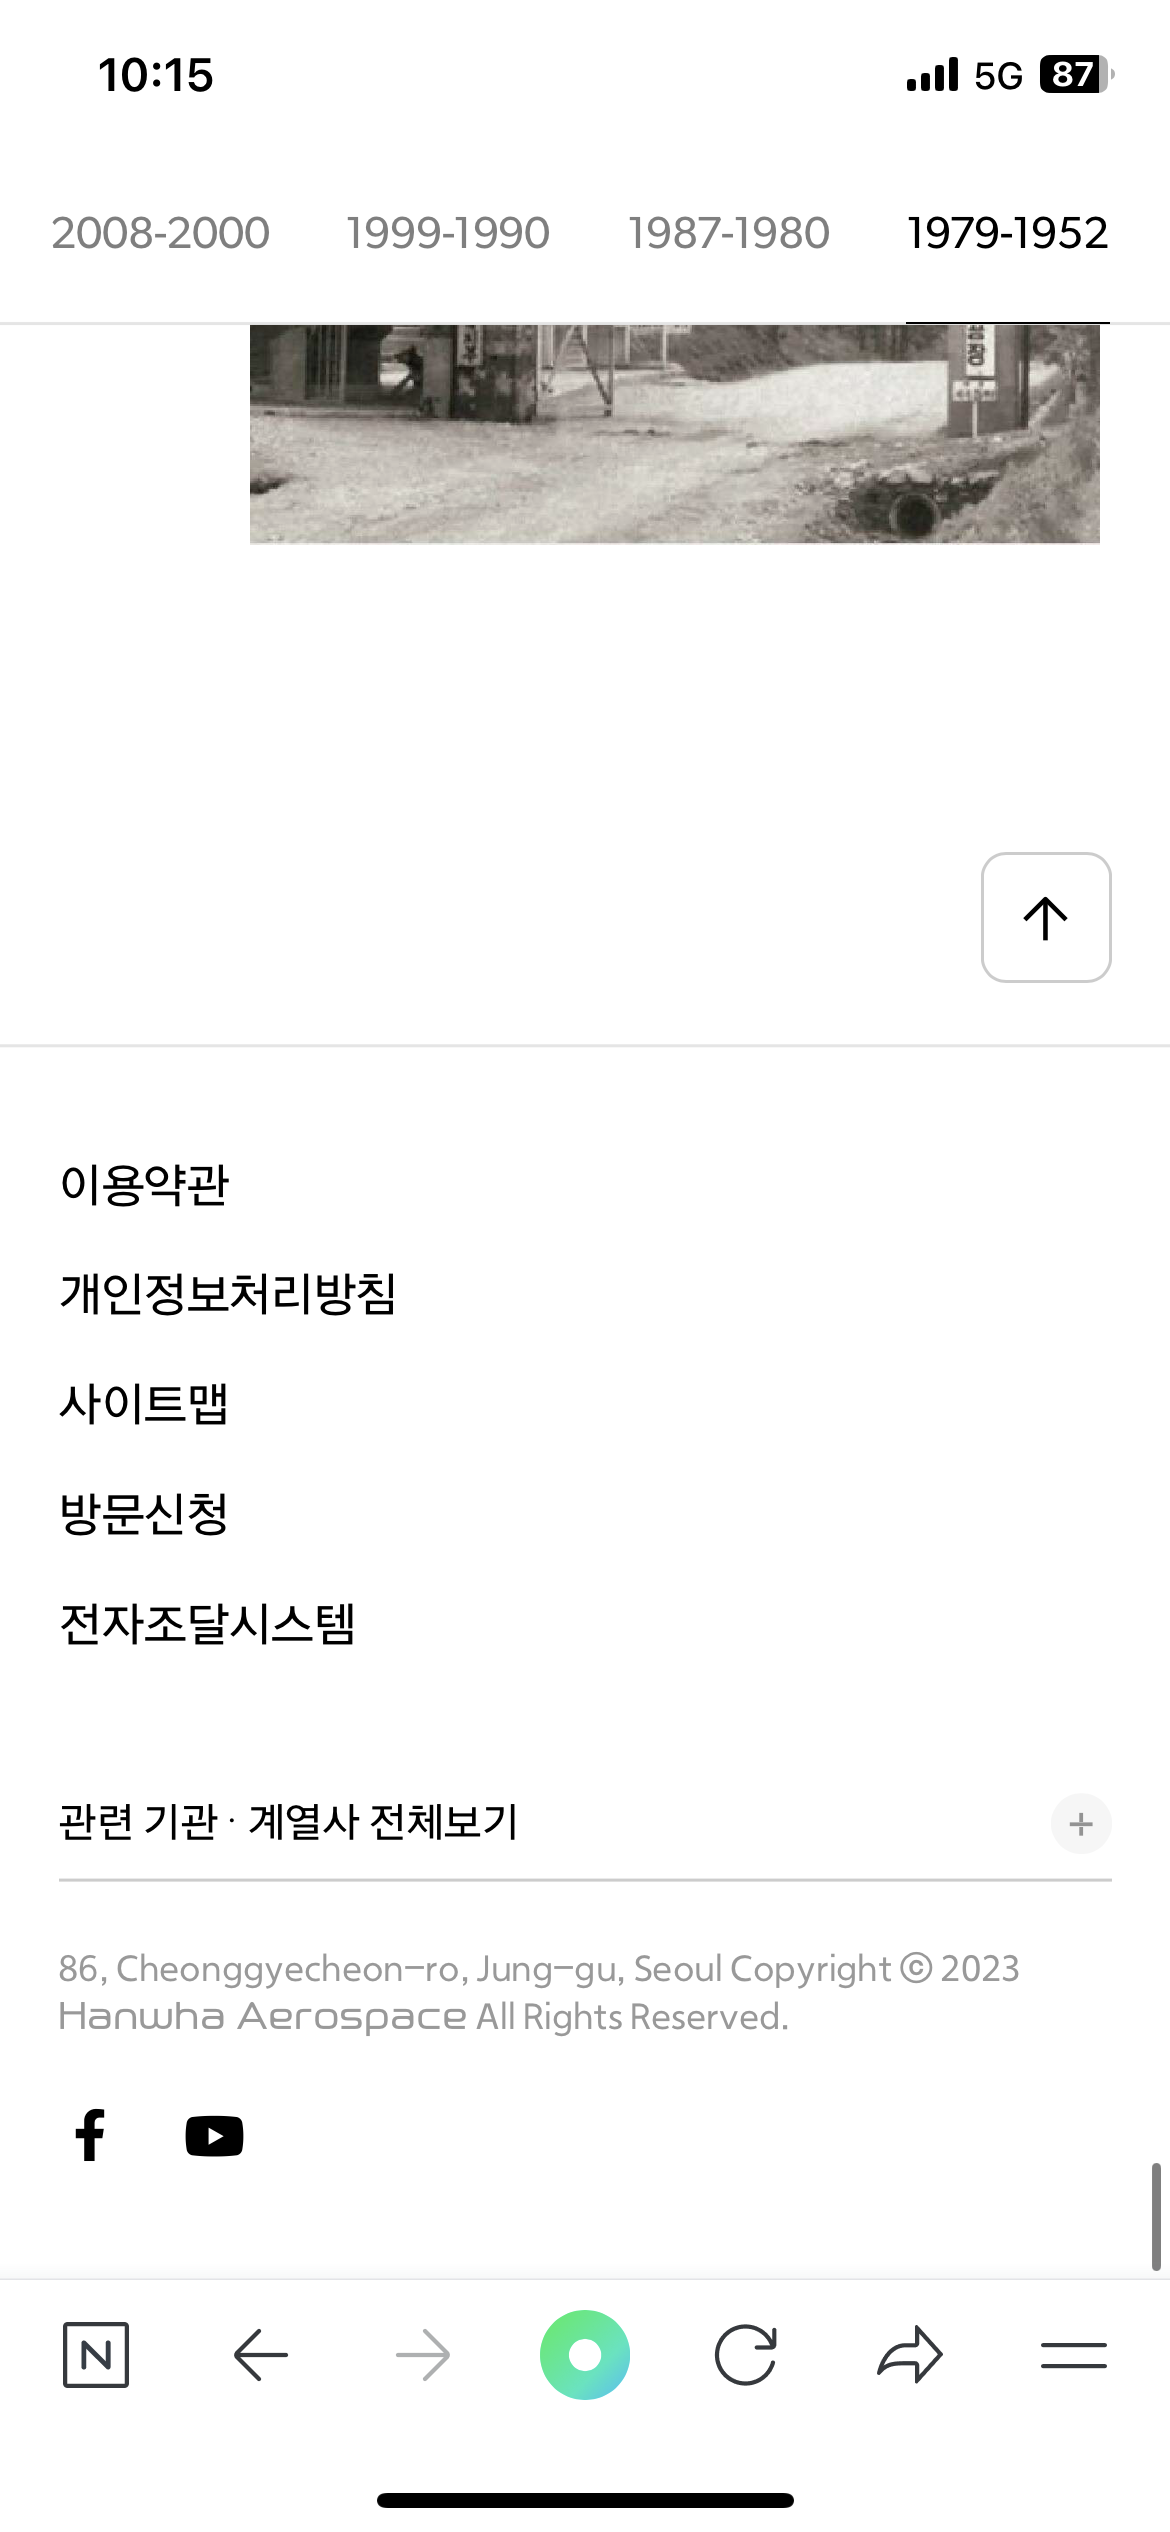 10:15 5G 87
2008-2000 1999-1990 1987-1980 1979-1952
이용약관
개인정보처리방침
사이트맵
방문신청
전자조달시스템
관련 기관 · 계열사 전체보기 +
86, Cheonggyecheon-ro, Jung-gu, Seoul Copyright ⓒ 2023
Hanwha Aerospace All Rights Reserved.
N